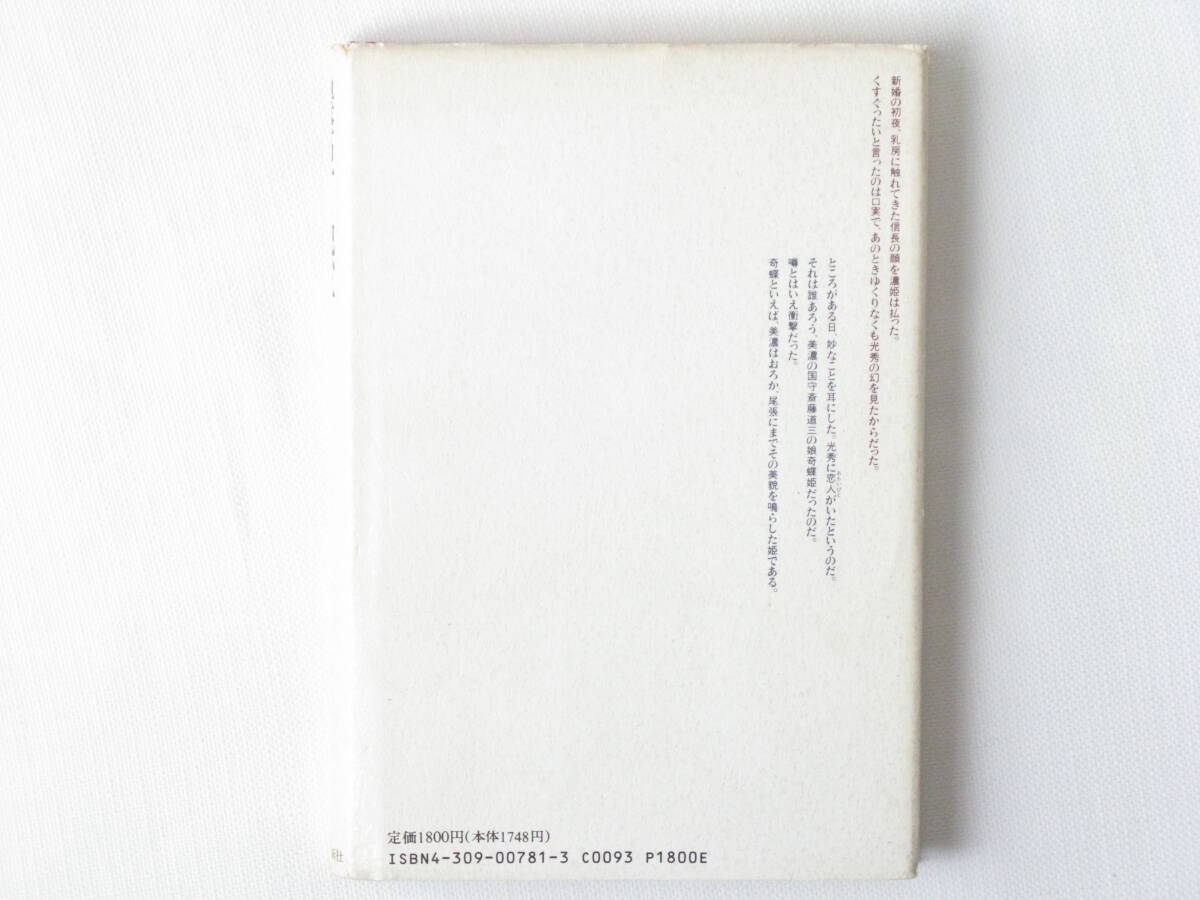 新婚の初夜、乳房に触れてきた信長の顔を濃姫は払った。
くすぐったいと言ったのは口実で、あのときゆくりなくも光秀の幻を見たからだった。
ところがある日、妙なことを耳にした。光秀に恋人がいたというのだ。
それは誰あろう、美濃の国守斎藤道三の娘奇蝶姫だったのだ。
噂とはいえ衝撃だった。
奇蝶といえば、美濃はおろか、尾張にまでその美貌を鳴らした姫である。
定価1800円(本体1748円)
ISBN4-309-00781-3 C0093 P1800E
社